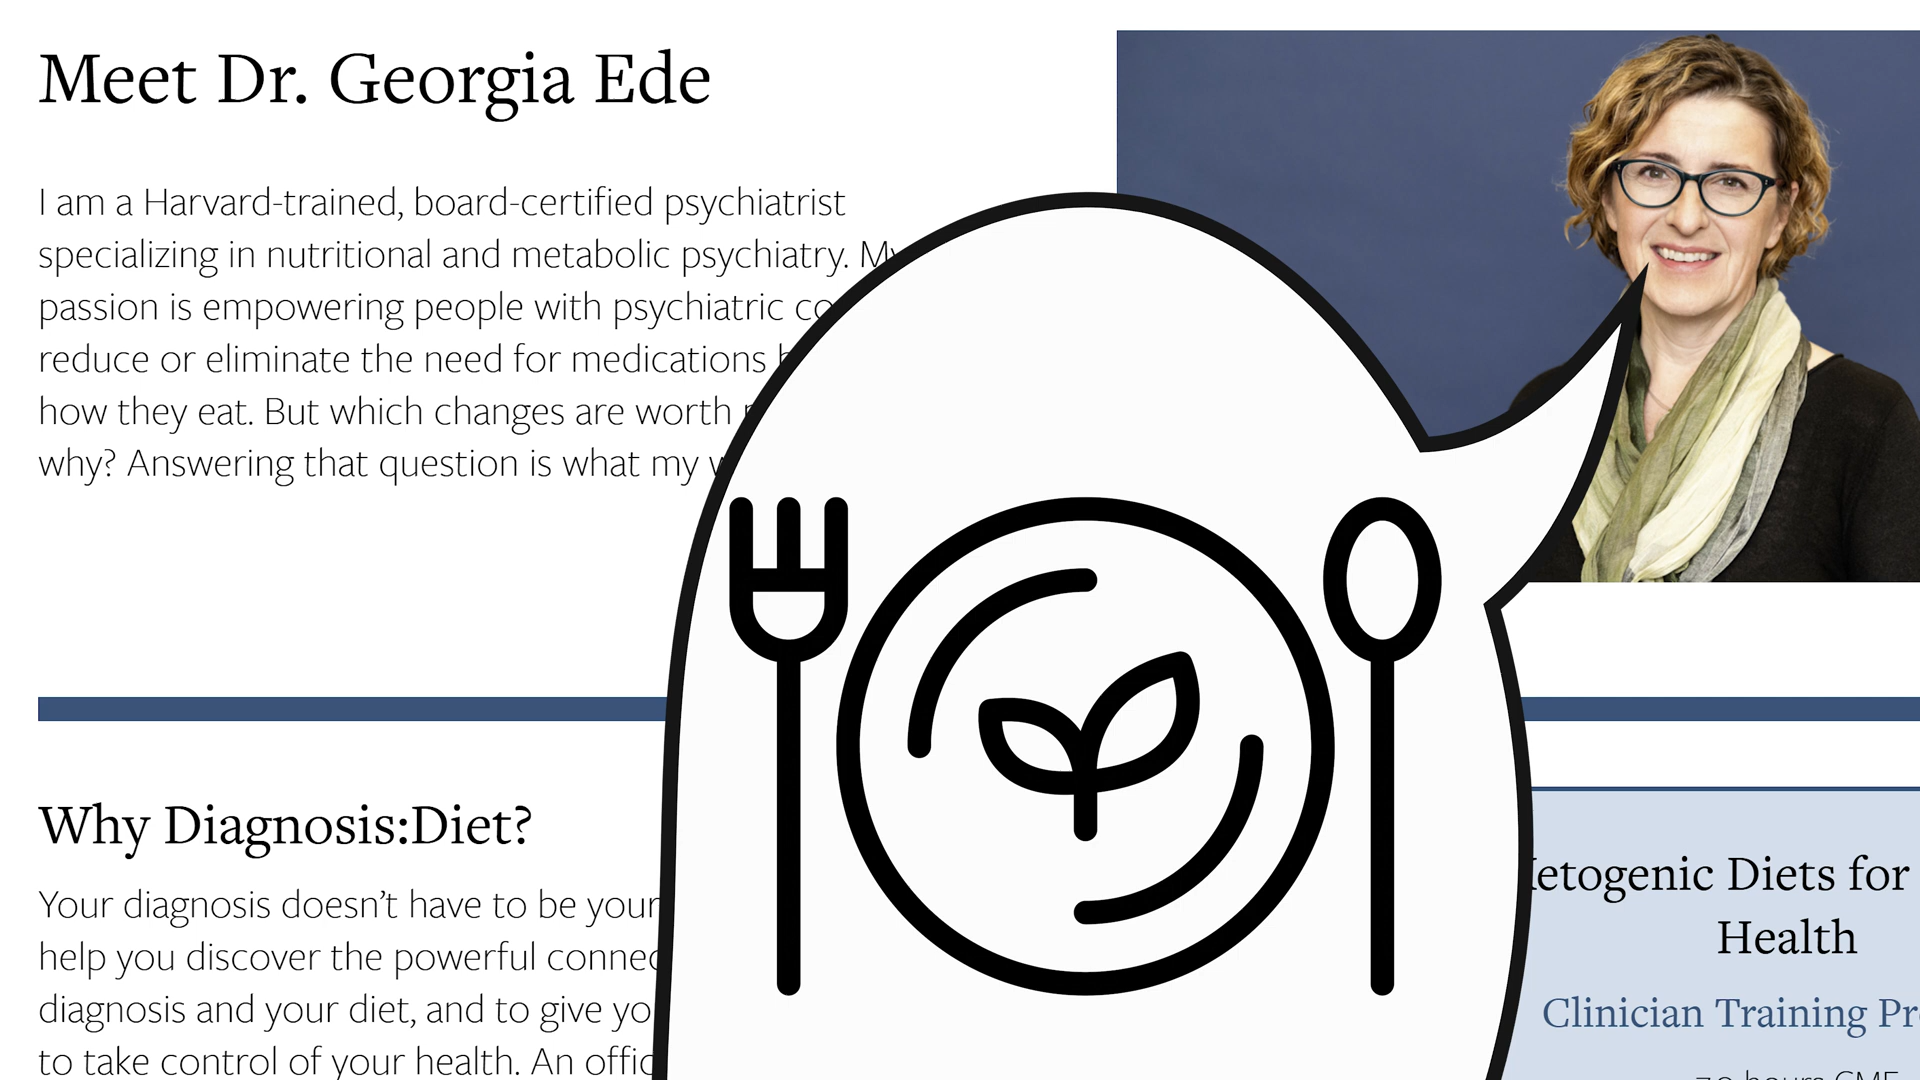 Meet Dr. Georgia Ede
I am a Harvard-trained, board-certified psychiatrist
specializing in nutritional and metabolic psychiatry. My
passion is empowering people with psychiatric
reduce or eliminate the need for medications
how they eat. But which changes are worth
why? Answering that question is what my
Why Diagnosis:Diet?
Your diagnosis doesn’t have to be your
help you discover the powerful
diagnosis and your diet, and to give
to take control of your health. An
Ketogenic Diets for
Health
Clinician Training